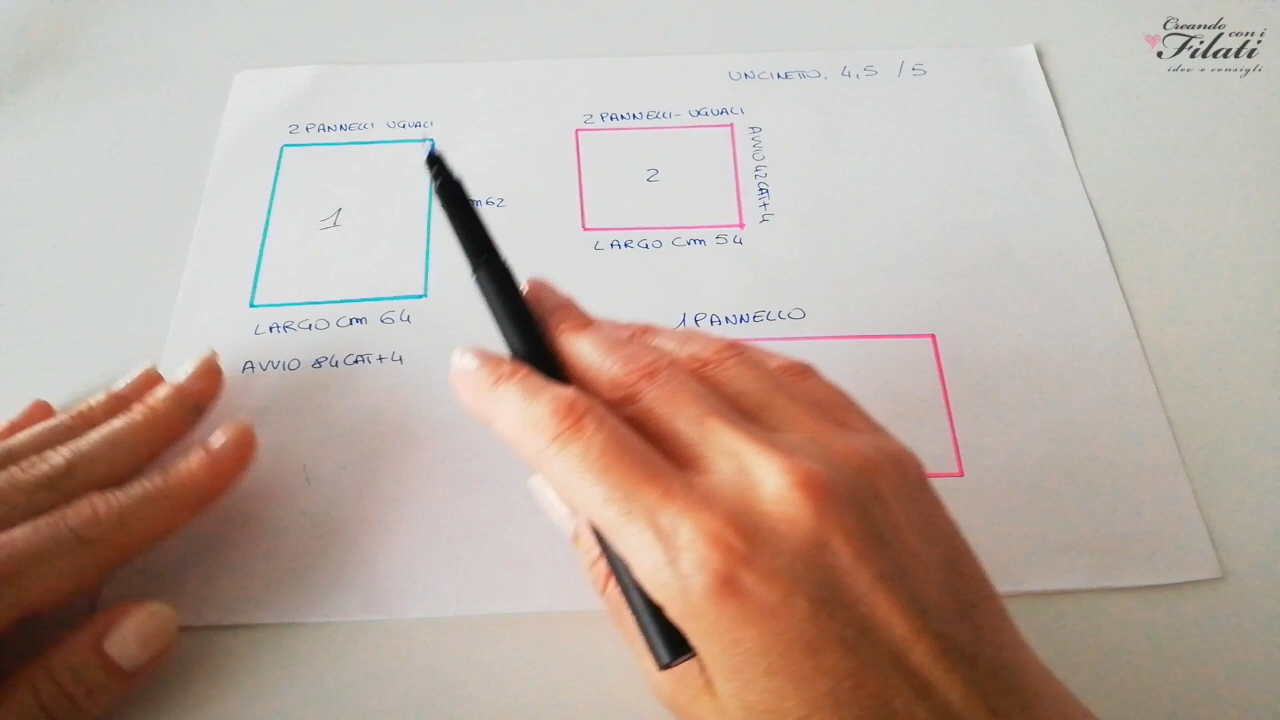 Creando
con i
Filati
idee e consigli
UNCINETTO. 4,5 /5
2 PANNELLI UGUALI
1
cm 62
LARGO cm 64
AVVIO 84 CAT+4
2 PANNELLI-UGUALI
2
AVVIO 42 CAT+4
LARGO cm 54
1 PANNELLO